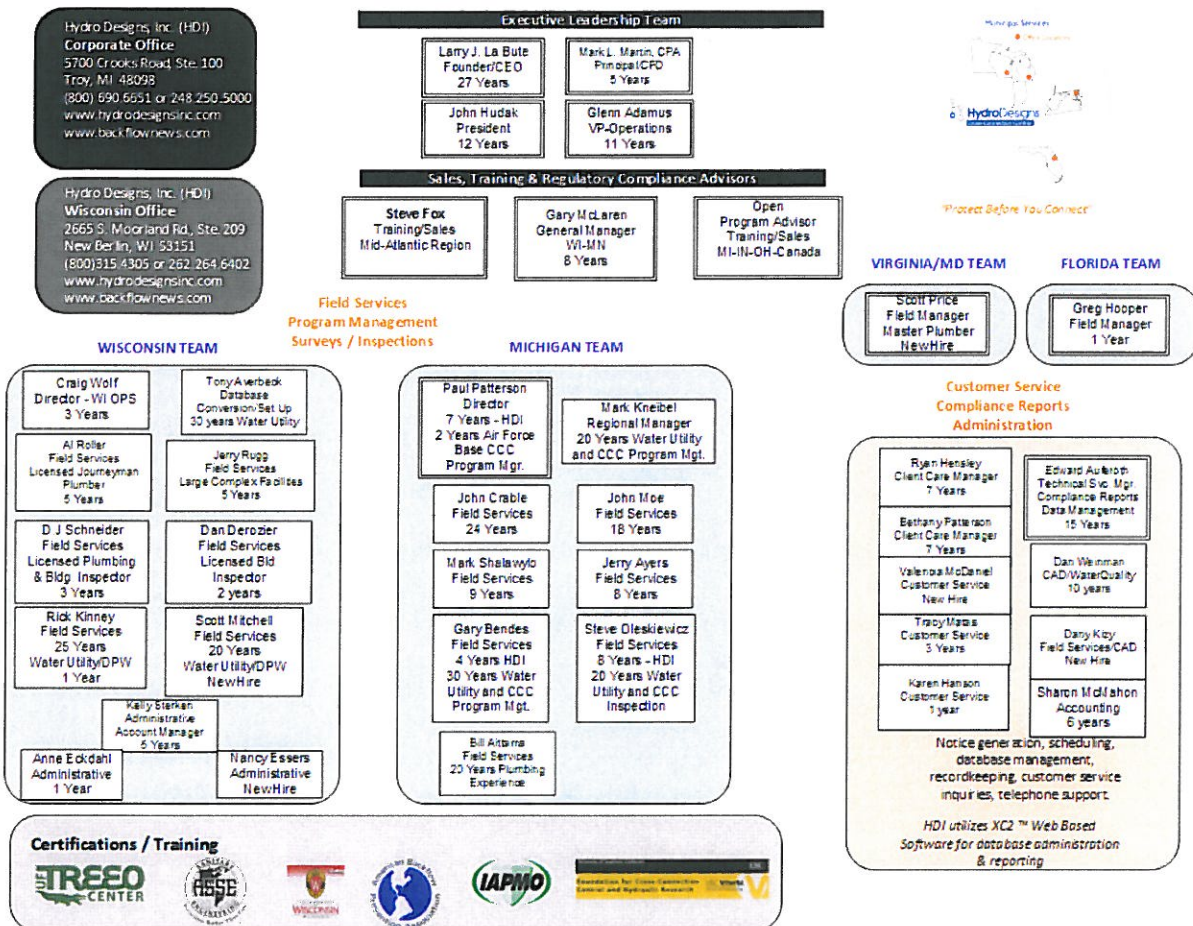 Hydro Designs, Inc. (HDI)
Corporate Office
5700 Crooks Road, Ste. 100
Troy, MI 48098
(800) 690.6651 or 248.250.5000
www.hydrodesignsinc.com
www.backflownews.com
Hydro Designs, Inc. (HDI)
Wisconsin Office
2665 S. Moorland Rd., Ste. 209
New Berlin, WI 53151
(800)315.4305 or 262.264.6402
www.hydrodesignsinc.com
www.backflownews.com
Executive Leadership Team
Larry J. La Bute
Founder/CEO
27 Years
Mark L. Martin, CPA
Principal/CFO
5 Years
John Hudak
President
12 Years
Glenn Adamus
VP-Operations
11 Years
Municipal Services
HydroDesigns
"Protect Before You Connect"
Sales, Training & Regulatory Compliance Advisors
Steve Fox
Training/Sales
Mid-Atlantic Region
Gary McLaren
General Manager
WI-MN
8 Years
Open
Program Advisor
Training/Sales
MI-IN-OH-Canada
VIRGINIA/MD TEAM
Scott Price
Field Manager
Master Plumber
New Hire
FLORIDA TEAM
Greg Hooper
Field Manager
1 Year
Field Services
Program Management
Surveys / Inspections
WISCONSIN TEAM
Craig Wolf
Director - WI OPS
3 Years
Tony Averbeck
Database
Conversion/Set Up
30 years Water Utility
Al Roller
Field Services
Licensed Journeyman
Plumber
5 Years
Jerry Rugg
Field Services
Large Complex Facilities
5 Years
D J Schneider
Field Services
Licensed Plumbing
& Bldg Inspector
3 Years
Dan Derozier
Field Services
Licensed Bld
Inspector
2 years
Rick Kinney
Field Services
25 Years
Water Utility/DPW
1 Year
Scott Mitchell
Field Services
20 Years
Water Utility/DPW
New Hire
Kelly Sterken
Administrative
Account Manager
5 Years
Anne Eckdahl
Administrative
1 Year
Nancy Essers
Administrative
New Hire
MICHIGAN TEAM
Paul Patterson
Director
7 Years - HDI
2 Years Air Force
Base CCC
Program Mgr.
Mark Kneibel
Regional Manager
20 Years Water Utility
and CCC Program Mgt.
John Crable
Field Services
24 Years
John Moe
Field Services
18 Years
Mark Shalawylo
Field Services
9 Years
Jerry Ayers
Field Services
8 Years
Gary Bendes
Field Services
4 Years HDI
30 Years Water
Utility and CCC
Program Mgt.
Steve Oleskiewicz
Field Services
8 Years - HDI
20 Years Water
Utility and CCC
Inspection
Bill
Field Services
20 Years Plumbing
Experience
Customer Service
Compliance Reports
Administration
Ryan Hensley
Client Care Manager
7 Years
Bethany Patterson
Client Care Manager
7 Years
Valencia McDaniel
Customer Service
New Hire
Tracy
Customer Service
3 Years
Karen Hanson
Customer Service
1 year
Edward Auferoth
Technical Svc. Mgr.
Compliance Reports
Data Management
15 Years
Dan Weinman
CAD/WaterQuality
10 years
Dany Kizy
Field Services/CAD
New Hire
Sharon McMahon
Accounting
6 years
Notice generation, scheduling,
database management,
recordkeeping, customer service
inquiries, telephone support.
HDI utilizes XC2 ™ Web Based
Software for database administration
& reporting
Certifications / Training
UF TREEO
CENTER
ASSE
WISCONSIN
American Backflow
Prevention Association
IAPMO
Foundation for Cross-Connection
Control and Hydraulic Research